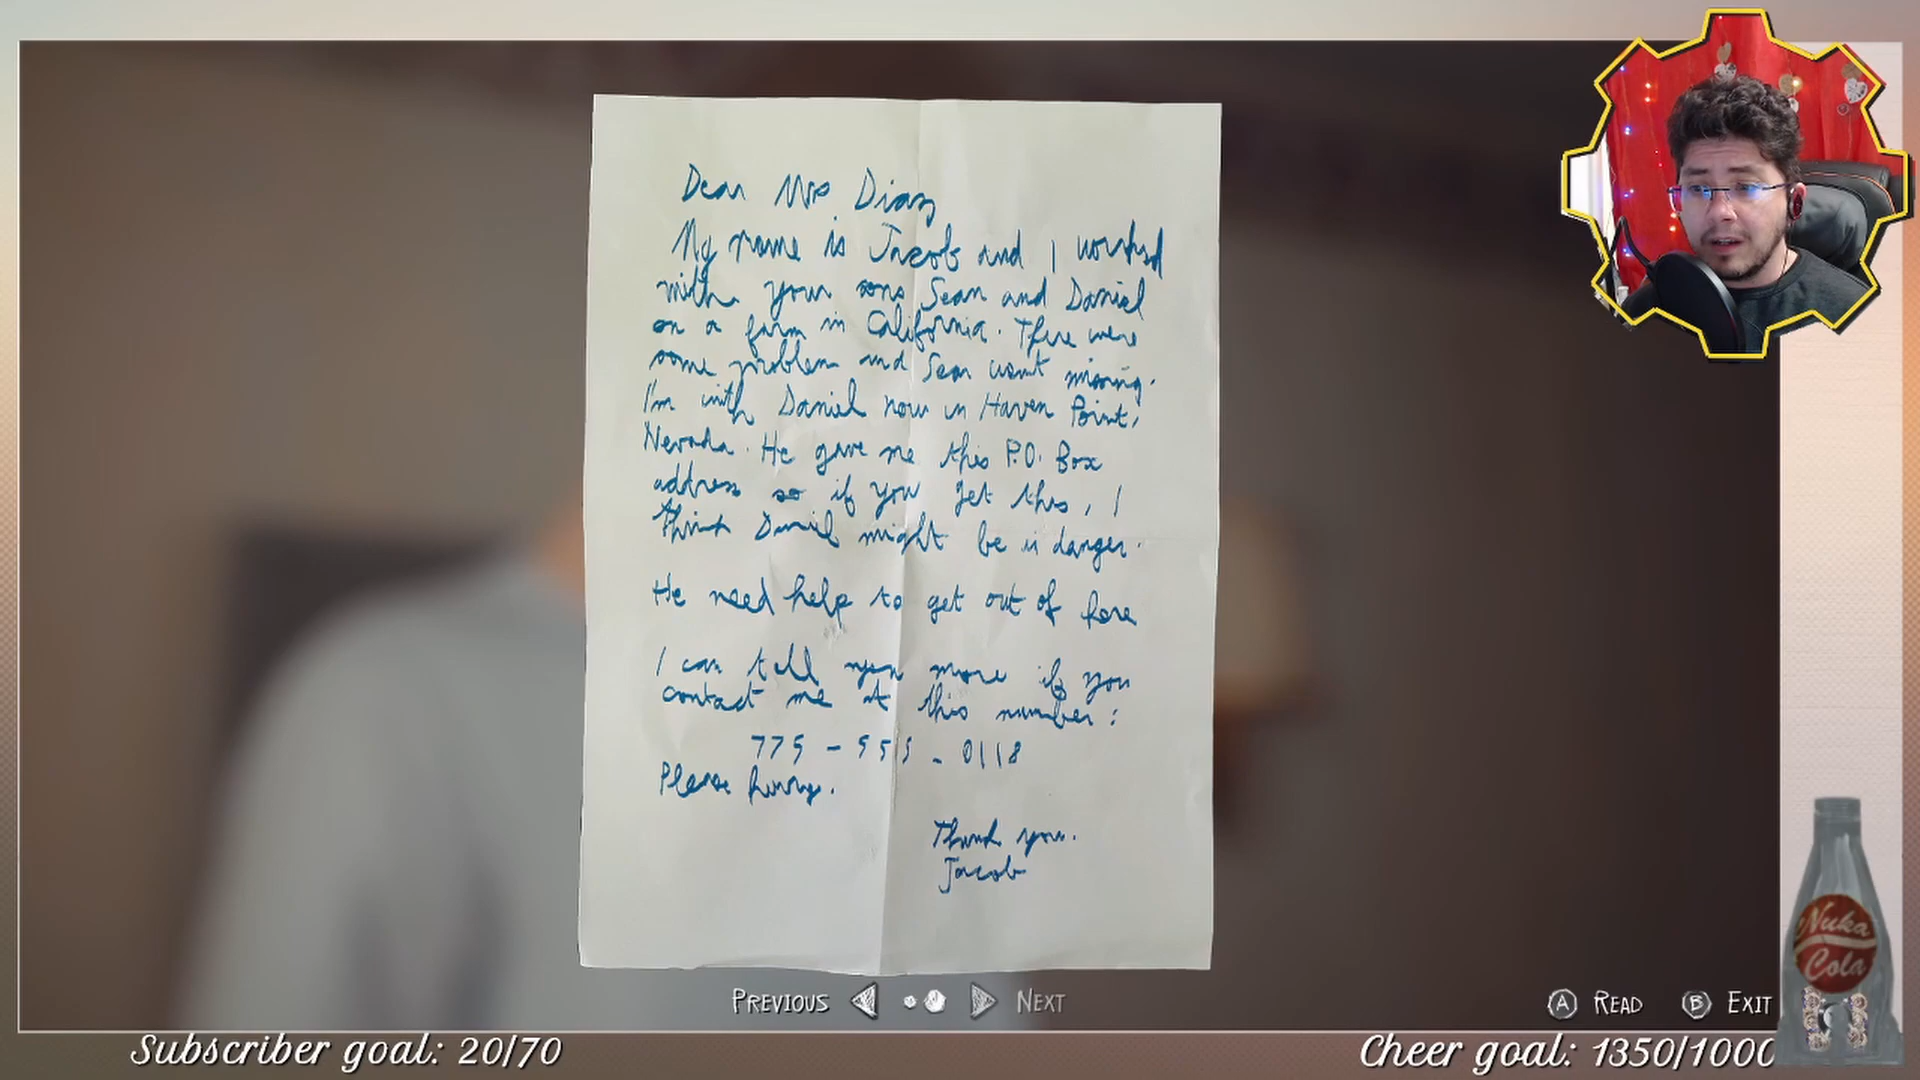 Dear Mrs Diaz
My name is Jacob and I worked
with your sons Sean and Daniel
on a farm in California. There were
some problem and Sean went missing.
I'm with Daniel now in Haven Point,
Nevada. He gave me this P.O. Box
address so if you get this, I
think Daniel might be in danger.
He need help to get out of here
I can tell you more if you
contact me at this number:
775-555-0118
Please hurry.
Thank you.
Jacob
PREVIOUS
NEXT
A READ
B EXIT
Nuka
Cola
Subscriber goal: 20/70
Cheer goal: 1350/1000